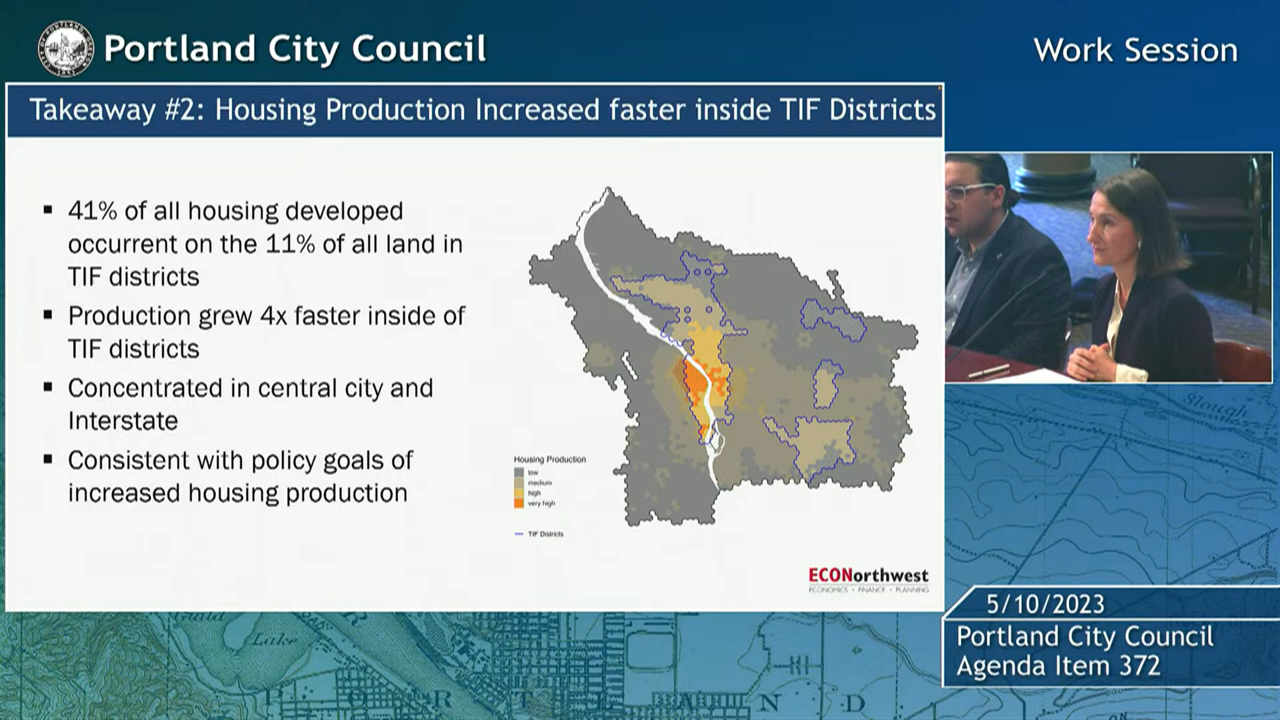 Portland City Council
Work Session
Takeaway #2: Housing Production Increased faster inside TIF Districts
41% of all housing developed
occurrent on the 11% of all land in
TIF districts
Production grew 4x faster inside of
TIF districts
Concentrated in central city and
Interstate
Consistent with policy goals of
increased housing production
Housing Production
low
medium
high
very high
TIF Districts
ECONorthwest
ECONOMICS • FINANCE • PLANNING
5/10/2023
Portland City Council
Agenda Item 372
Slough
Guild
Lake
R T L A N D